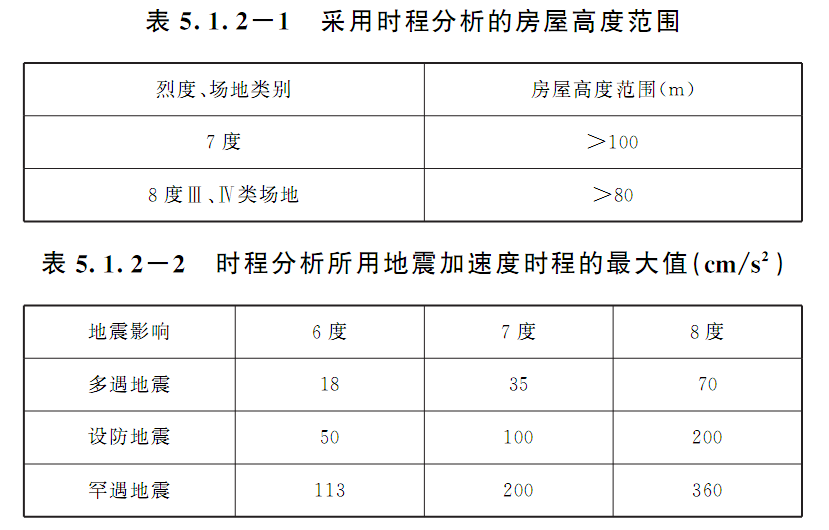 表 5.1.2-1 采用时程分析的房屋高度范围
烈度、场地类别 房屋高度范围(m)
7 度 >100
8 度Ⅲ、Ⅳ类场地 >80
表 5.1.2-2 时程分析所用地震加速度时程的最大值(cm/s²)
地震影响 6 度 7 度 8 度
多遇地震 18 35 70
设防地震 50 100 200
罕遇地震 113 200 360